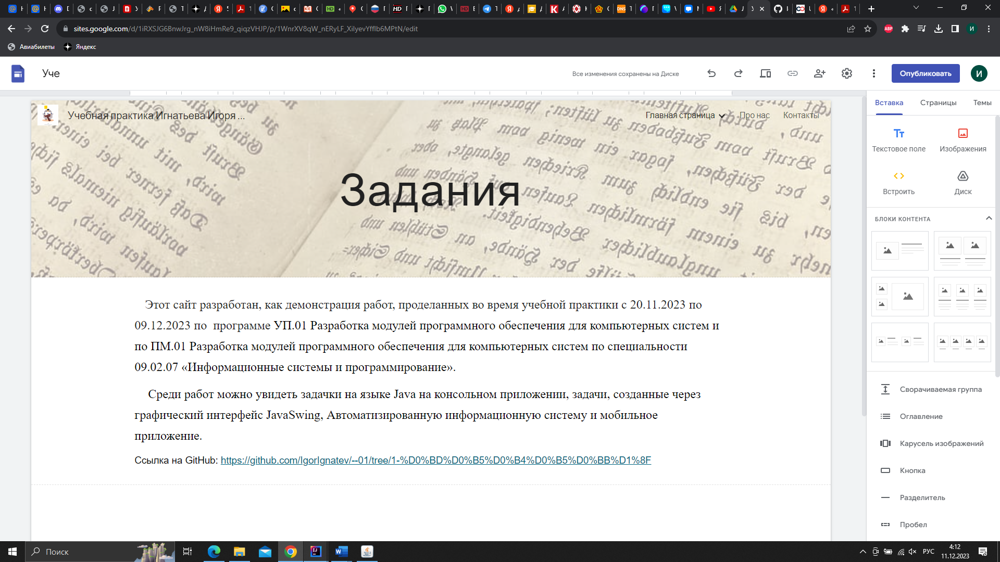 sites.google.com/d/1iRXSJG6BnwJrg_nW8iHmRe9_qiqzVHJP/p/1WnrXV8qW_nERyLF_XilyevYfflb6MPtN/edit
Авиабилеты
Яндекс
Уче
Все изменения сохранены на Диске
Опубликовать
Учебная практика Игнатьева Игоря ...
Главная страница
Про нас
Контакты
Задания
Этот сайт разработан, как демонстрация работ, проделанных во время учебной практики с 20.11.2023 по
09.12.2023 по  программе УП.01 Разработка модулей программного обеспечения для компьютерных систем и
по ПМ.01 Разработка модулей программного обеспечения для компьютерных систем по специальности
09.02.07 «Информационные системы и программирование».
Среди работ можно увидеть задачки на языке Java на консольном приложении, задачи, созданные через
графический интерфейс JavaSwing, Автоматизированную информационную систему и мобильное
приложение.
Ссылка на GitHub: https://github.com/IgorIgnatev/--01/tree/1-%D0%BD%D0%B5%D0%B4%D0%B5%D0%BB%D1%8F
Вставка
Страницы
Темы
Текстовое поле
Изображения
Встроить
Диск
БЛОКИ КОНТЕНТА
Сворачиваемая группа
Оглавление
Карусель изображений
Кнопка
Разделитель
Пробел
Поиск
РУС
4:12
11.12.2023